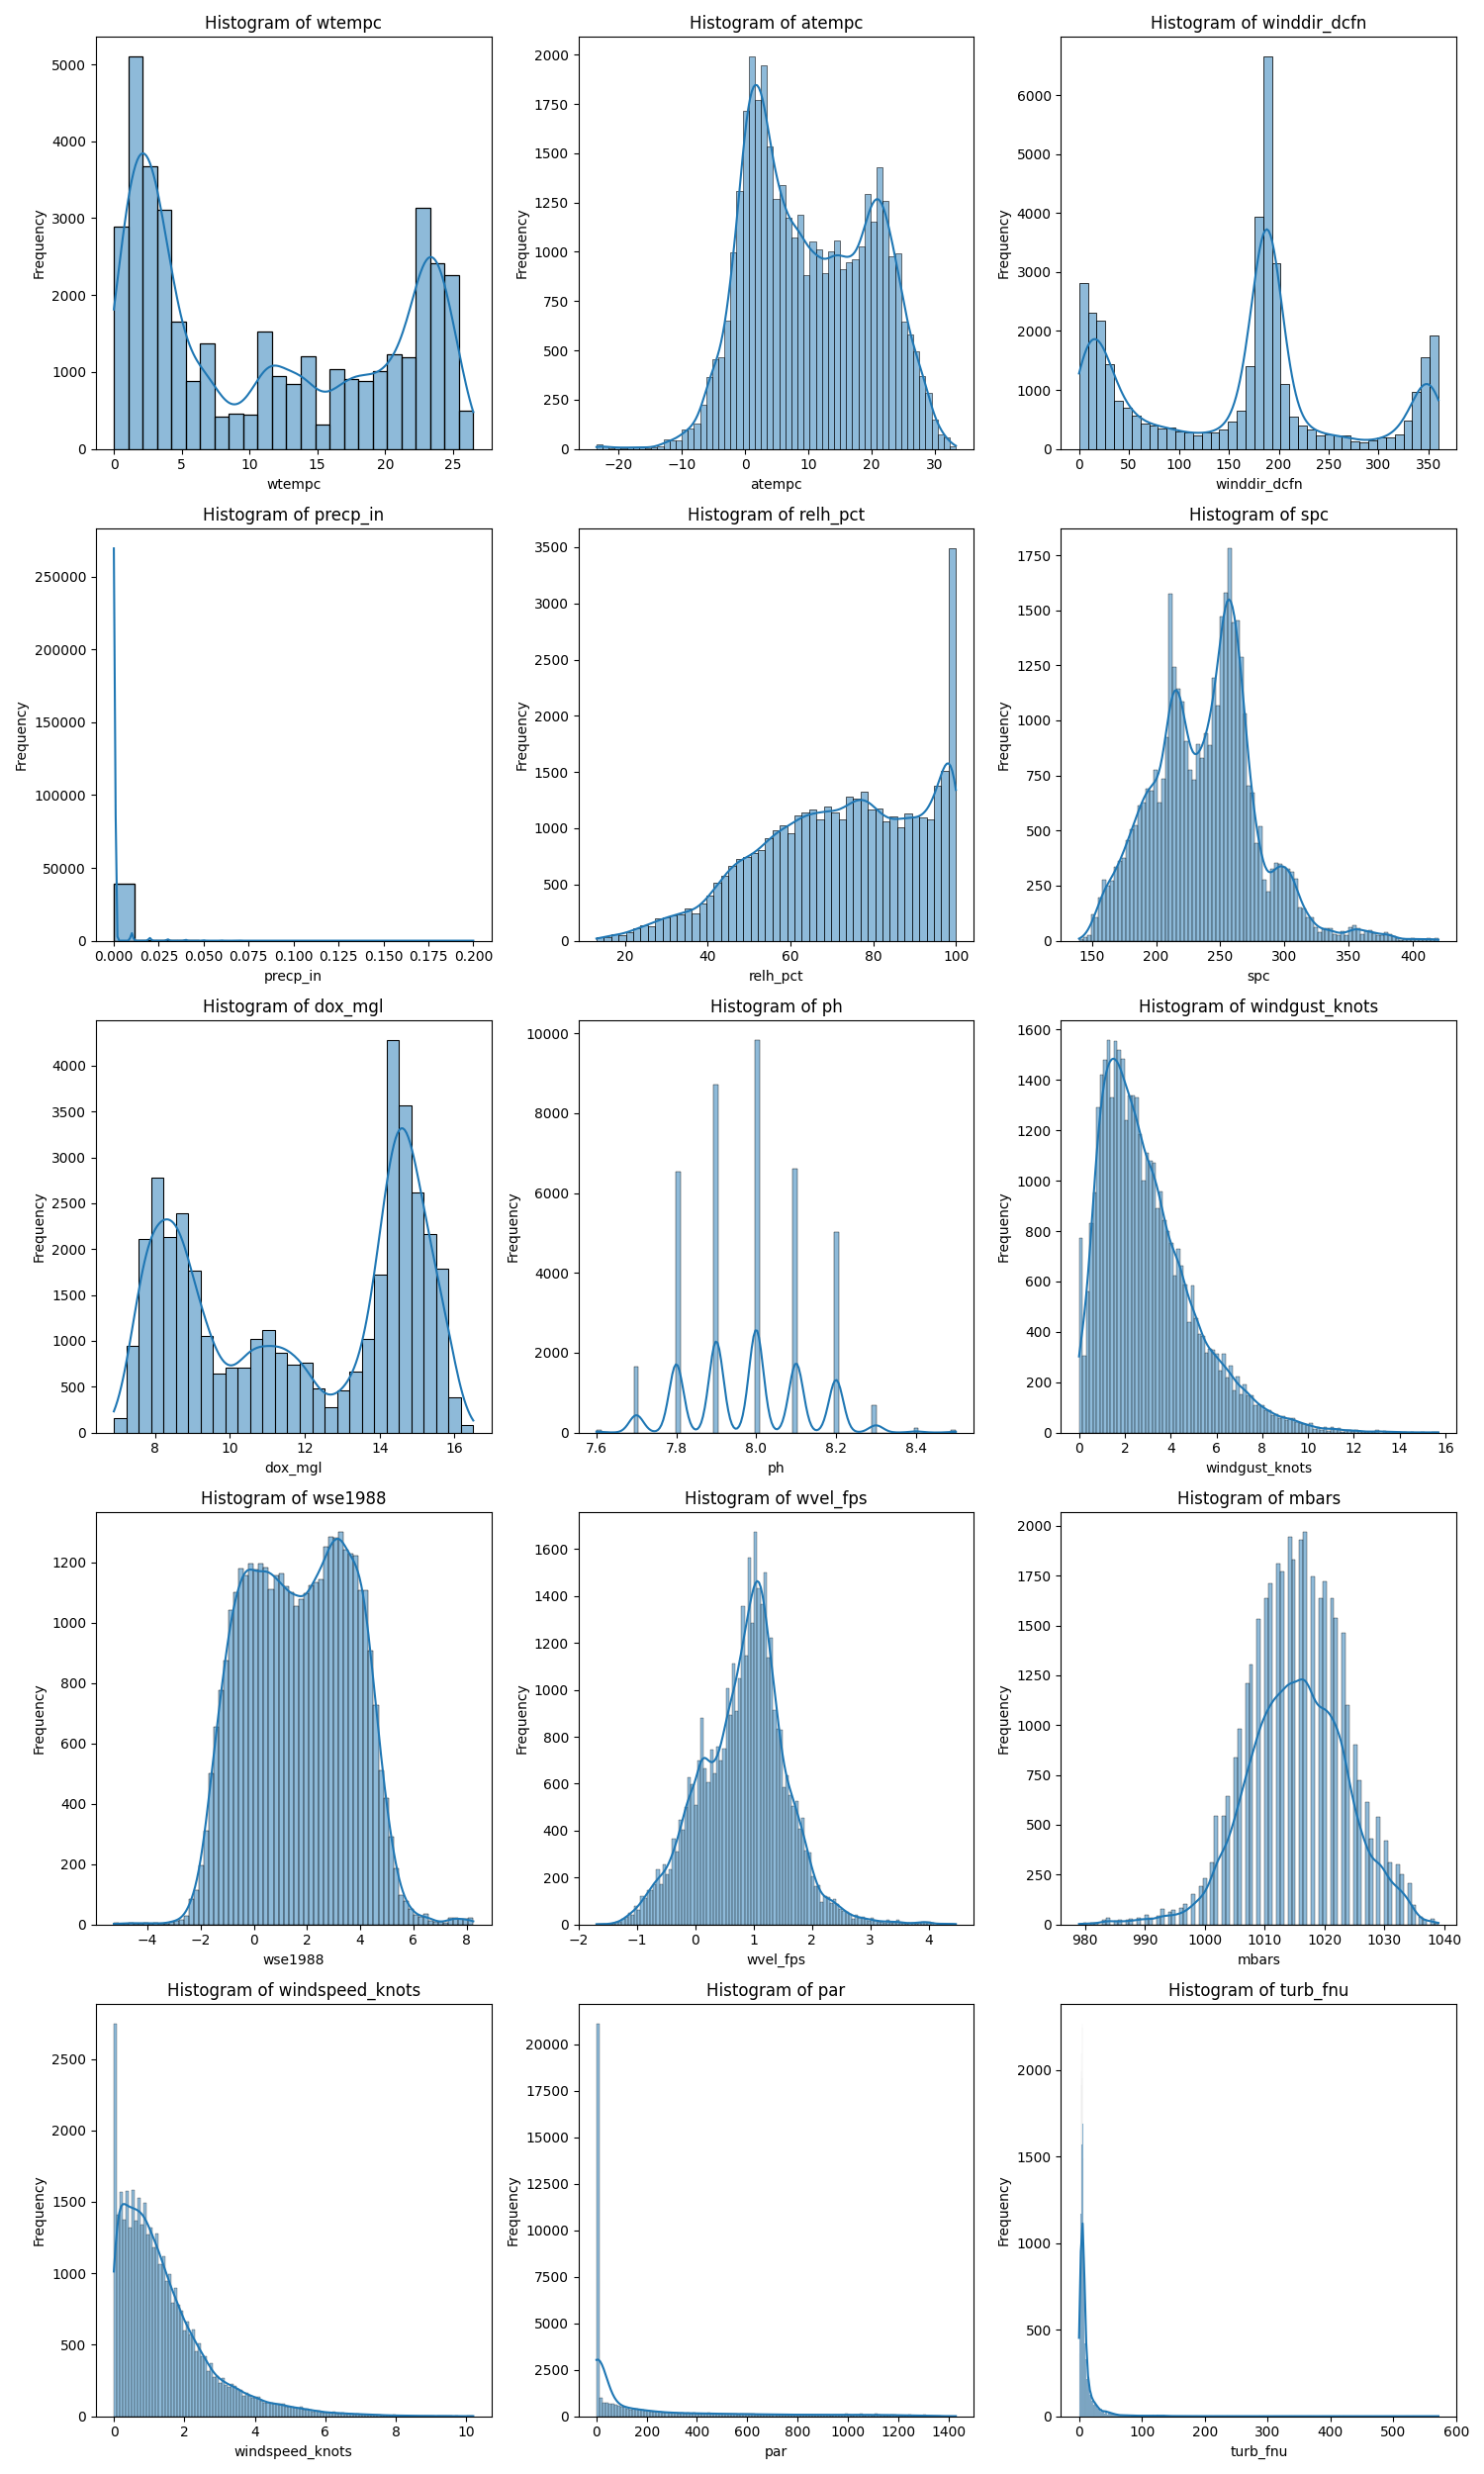 Histogram of wtempc
Histogram of atempc
Histogram of winddir_dcfn
Frequency
5000
4000
3000
2000
1000
0
0 5 10 15 20 25
wtempc
Frequency
2000
1750
1500
1250
1000
750
500
250
0
−20 −10 0 10 20 30
atempc
Frequency
6000
5000
4000
3000
2000
1000
0
0 50 100 150 200 250 300 350
winddir_dcfn
Histogram of precp_in
Histogram of relh_pct
Histogram of spc
Frequency
250000
200000
150000
100000
50000
0
0.000 0.025 0.050 0.075 0.100 0.125 0.150 0.175 0.200
precp_in
Frequency
3500
3000
2500
2000
1500
1000
500
0
20 40 60 80 100
relh_pct
Frequency
1750
1500
1250
1000
750
500
250
0
150 200 250 300 350 400
spc
Histogram of dox_mgl
Histogram of ph
Histogram of windgust_knots
Frequency
4000
3500
3000
2500
2000
1500
1000
500
0
8 10 12 14 16
dox_mgl
Frequency
10000
8000
6000
4000
2000
0
7.6 7.8 8.0 8.2 8.4
ph
Frequency
1600
1400
1200
1000
800
600
400
200
0
0 2 4 6 8 10 12 14 16
windgust_knots
Histogram of wse1988
Histogram of wvel_fps
Histogram of mbars
Frequency
1200
1000
800
600
400
200
0
−4 −2 0 2 4 6 8
wse1988
Frequency
1600
1400
1200
1000
800
600
400
200
0
−2 −1 0 1 2 3 4
wvel_fps
Frequency
2000
1750
1500
1250
1000
750
500
250
0
980 990 1000 1010 1020 1030 1040
mbars
Histogram of windspeed_knots
Histogram of par
Histogram of turb_fnu
Frequency
2500
2000
1500
1000
500
0
0 2 4 6 8 10
windspeed_knots
Frequency
20000
17500
15000
12500
10000
7500
5000
2500
0
0 200 400 600 800 1000 1200 1400
par
Frequency
2000
1500
1000
500
0
0 100 200 300 400 500 600
turb_fnu